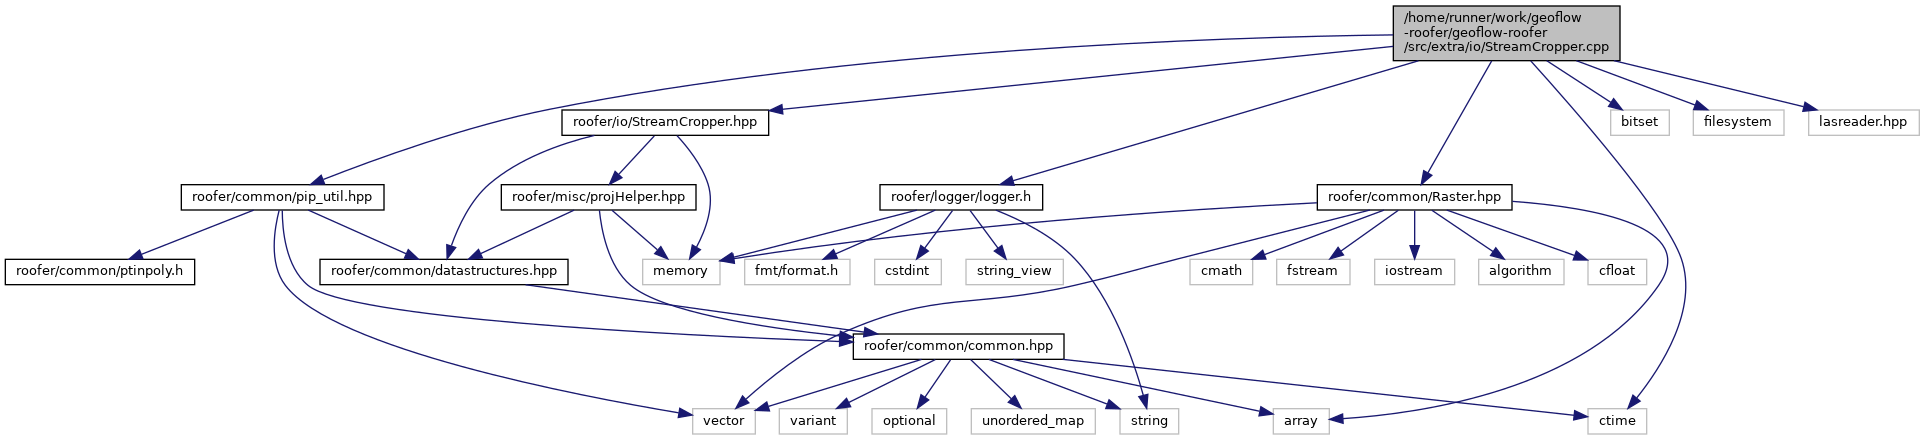 /home/runner/work/geoflow
-roofer/geoflow-roofer
/src/extra/io/StreamCropper.cpp
roofer/io/StreamCropper.hpp
bitset
filesystem
lasreader.hpp
roofer/common/pip_util.hpp
roofer/misc/projHelper.hpp
roofer/logger/logger.h
roofer/common/Raster.hpp
roofer/common/ptinpoly.h
roofer/common/datastructures.hpp
memory
fmt/format.h
cstdint
string_view
cmath
fstream
iostream
algorithm
cfloat
roofer/common/common.hpp
vector
variant
optional
unordered_map
string
array
ctime